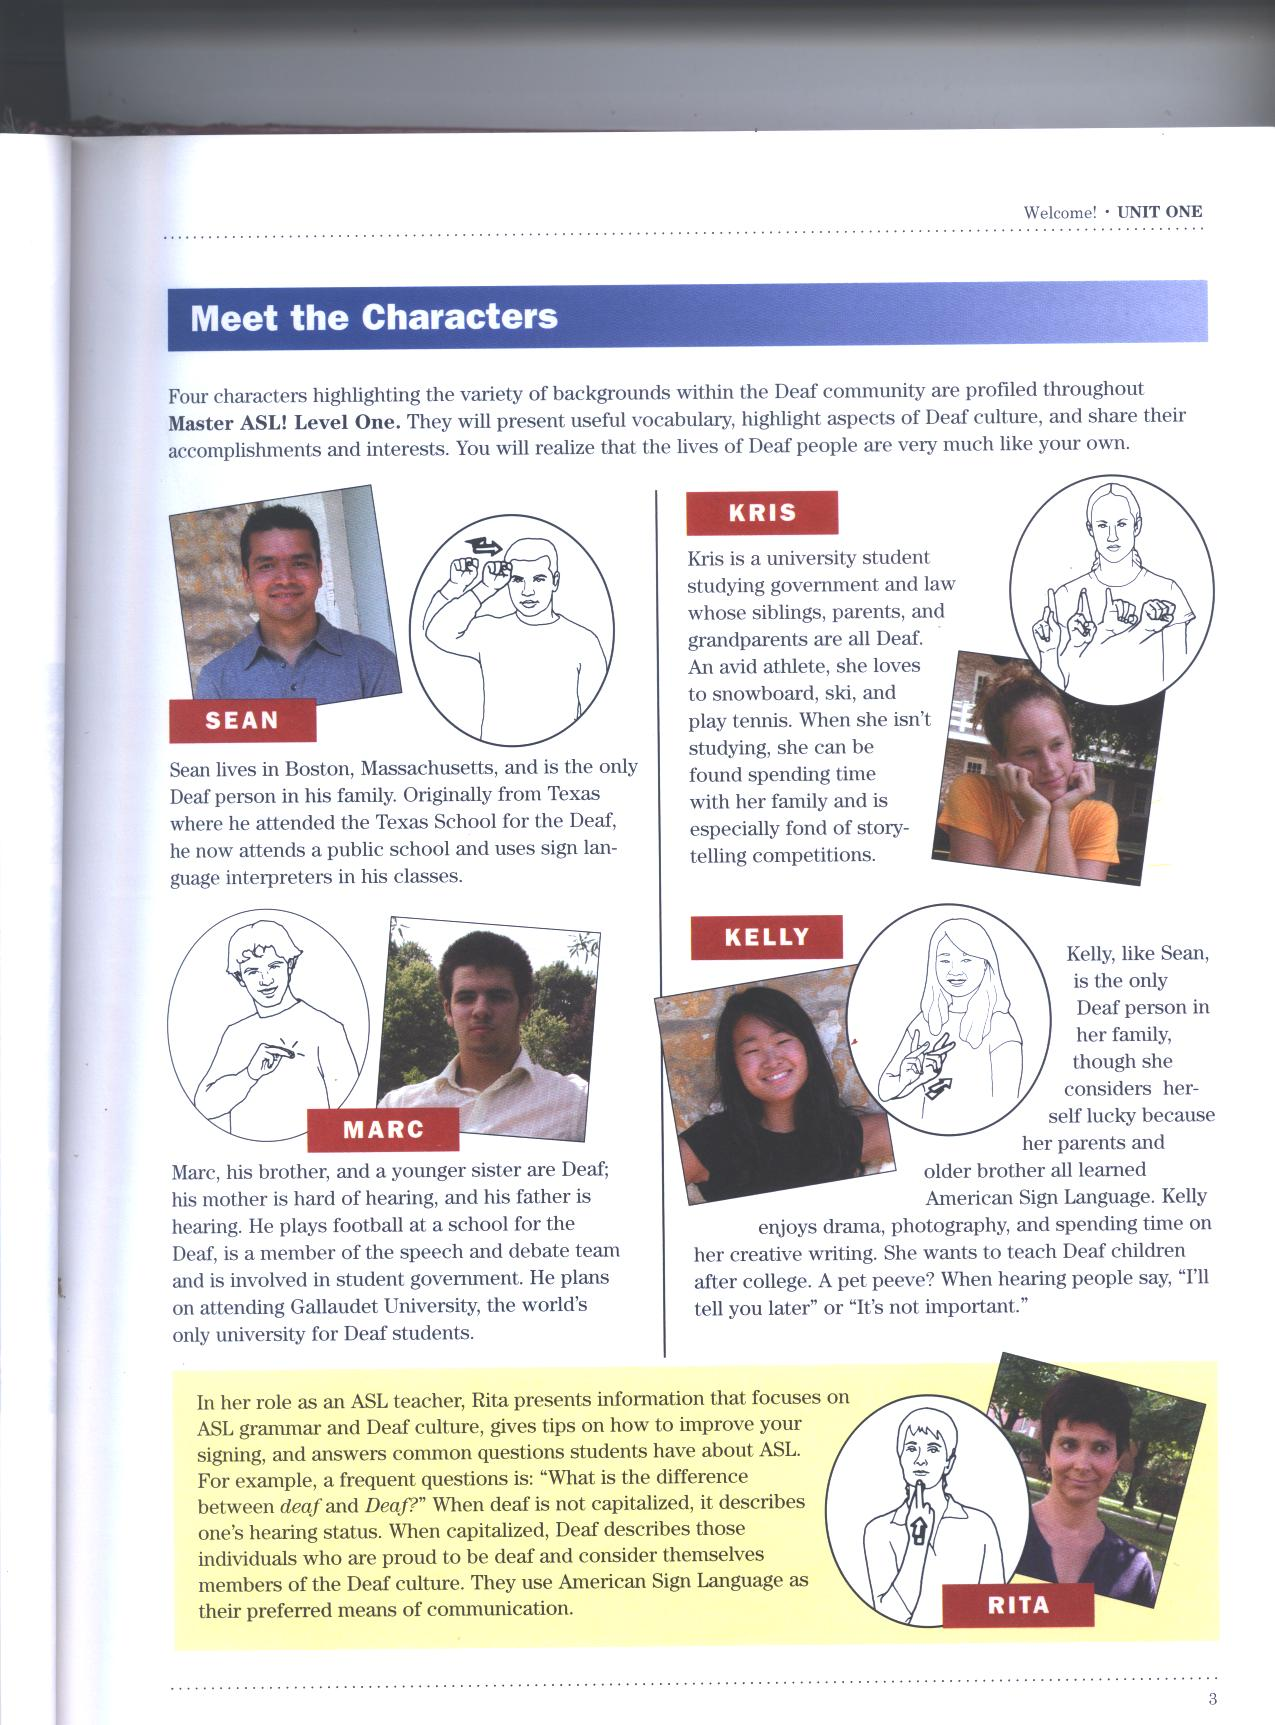 Welcome! • UNIT ONE
Meet the Characters
Four characters highlighting the variety of backgrounds within the Deaf community are profiled throughout
Master ASL! Level One. They will present useful vocabulary, highlight aspects of Deaf culture, and share their
accomplishments and interests. You will realize that the lives of Deaf people are very much like your own.
SEAN
Sean lives in Boston, Massachusetts, and is the only
Deaf person in his family. Originally from Texas
where he attended the Texas School for the Deaf,
he now attends a public school and uses sign lan-
guage interpreters in his classes.
MARC
Marc, his brother, and a younger sister are Deaf;
his mother is hard of hearing, and his father is
hearing. He plays football at a school for the
Deaf, is a member of the speech and debate team
and is involved in student government. He plans
on attending Gallaudet University, the world's
only university for Deaf students.
KRIS
Kris is a university student
studying government and law
whose siblings, parents, and
grandparents are all Deaf.
An avid athlete, she loves
to snowboard, ski, and
play tennis. When she isn't
studying, she can be
found spending time
with her family and is
especially fond of story-
telling competitions.
KELLY
Kelly, like Sean,
is the only
Deaf person in
her family,
though she
considers her-
self lucky because
her parents and
older brother all learned
American Sign Language. Kelly
enjoys drama, photography, and spending time on
her creative writing. She wants to teach Deaf children
after college. A pet peeve? When hearing people say, “I'll
tell you later” or “It's not important.”
In her role as an ASL teacher, Rita presents information that focuses on
ASL grammar and Deaf culture, gives tips on how to improve your
signing, and answers common questions students have about ASL.
For example, a frequent questions is: “What is the difference
between deaf and Deaf?” When deaf is not capitalized, it describes
one's hearing status. When capitalized, Deaf describes those
individuals who are proud to be deaf and consider themselves
members of the Deaf culture. They use American Sign Language as
their preferred means of communication.
RITA
3